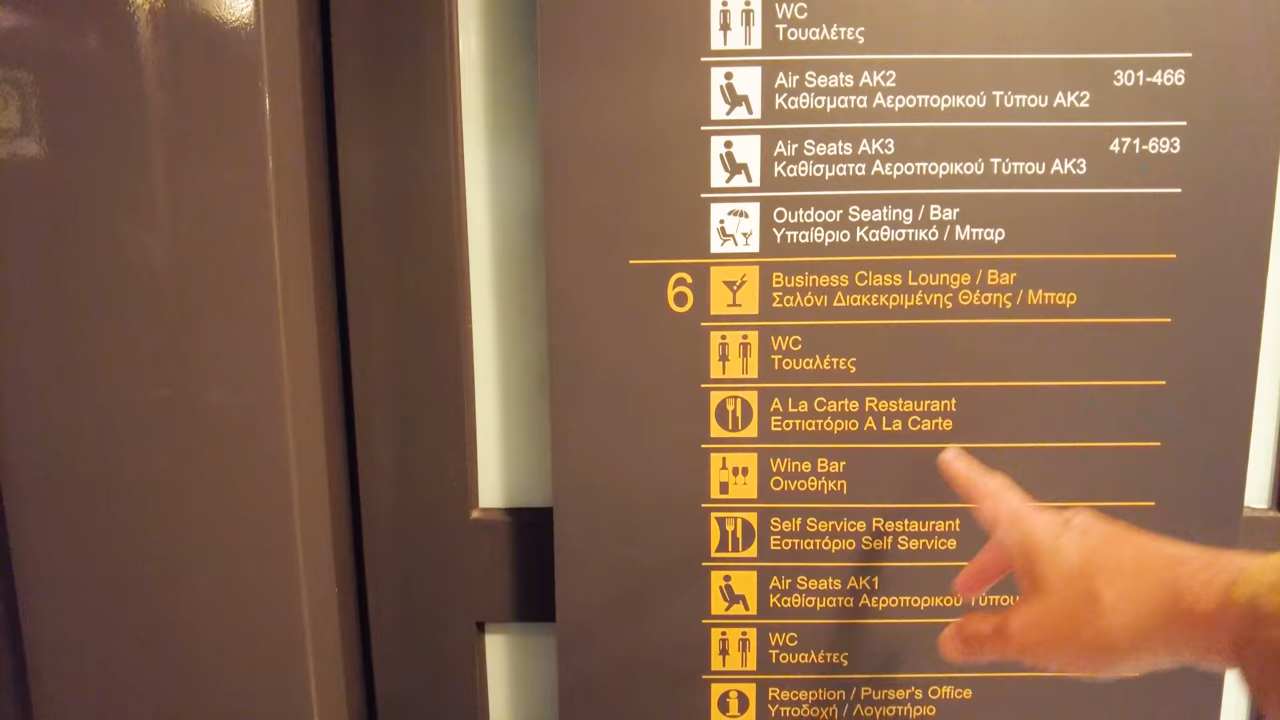 WC
Τουαλέτες
Air Seats AK2 301-466
Καθίσματα Αεροπορικού Τύπου AK2
Air Seats AK3 471-693
Καθίσματα Αεροπορικού Τύπου AK3
Outdoor Seating / Bar
Υπαίθριο Καθιστικό / Μπαρ
6 Business Class Lounge / Bar
Σαλόνι Διακεκριμένης Θέσης / Μπαρ
WC
Τουαλέτες
A La Carte Restaurant
Εστιατόριο A La Carte
Wine Bar
Οινοθήκη
Self Service Restaurant
Εστιατόριο Self Service
Air Seats AK1
Καθίσματα Αεροπορικού Τύπου
WC
Τουαλέτες
Reception / Purser's Office
Υποδοχή / Λογιστήριο